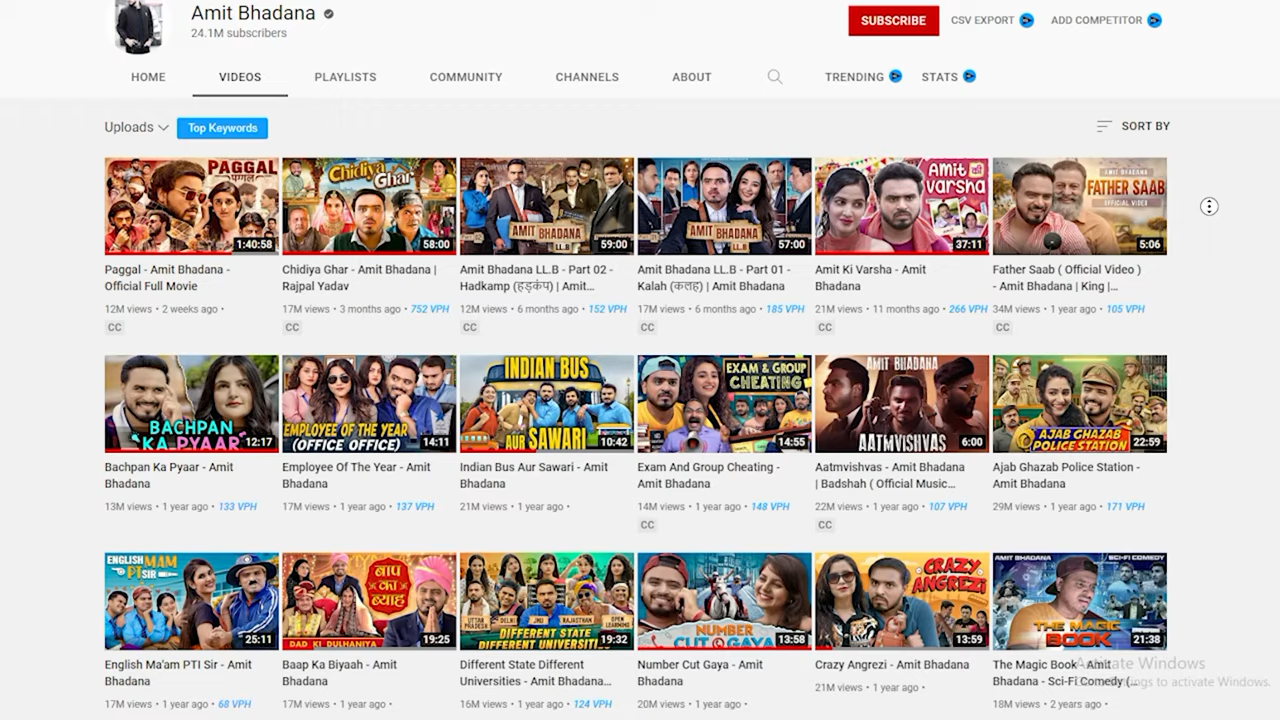 Amit Bhadana
24.1M subscribers
SUBSCRIBE
CSV EXPORT
ADD COMPETITOR
HOME VIDEOS PLAYLISTS COMMUNITY CHANNELS ABOUT TRENDING STATS
Uploads Top Keywords SORT BY
PAGGAL
पागल
1:40:58
Chidiya Ghar
58:00
AMIT BHADANA
LL.B
59:00
AMIT BHADANA
LL.B
57:00
Amit की Varsha
37:11
AMIT BHADANA
FATHER SAAB
OFFICIAL VIDEO
5:06
Paggal - Amit Bhadana -
Official Full Movie
12M views • 2 weeks ago •
CC
Chidiya Ghar - Amit Bhadana |
Rajpal Yadav
17M views • 3 months ago • 752 VPH
CC
Amit Bhadana LL.B - Part 02 -
Hadkamp (हड़कंप) | Amit...
12M views • 6 months ago • 152 VPH
CC
Amit Bhadana LL.B - Part 01 -
Kalah (कलह) | Amit Bhadana
17M views • 6 months ago • 185 VPH
CC
Amit Ki Varsha - Amit
Bhadana
21M views • 11 months ago • 266 VPH
CC
Father Saab ( Official Video )
- Amit Bhadana | King |...
34M views • 1 year ago • 105 VPH
CC
BACHPAN
KA PYAAR
12:17
EMPLOYEE OF THE YEAR
(OFFICE OFFICE)
14:11
INDIAN BUS
AUR SAWARI
10:42
EXAM & GROUP
CHEATING
14:55
AMIT BHADANA
AATMVISHVAS
6:00
AJAB GHAZAB
POLICE STATION
22:59
Bachpan Ka Pyaar - Amit
Bhadana
13M views • 1 year ago • 133 VPH
Employee Of The Year - Amit
Bhadana
17M views • 1 year ago • 137 VPH
Indian Bus Aur Sawari - Amit
Bhadana
21M views • 1 year ago •
Exam And Group Cheating -
Amit Bhadana
14M views • 1 year ago • 148 VPH
CC
Aatmvishvas - Amit Bhadana
| Badshah ( Official Music...
22M views • 1 year ago • 107 VPH
CC
Ajab Ghazab Police Station -
Amit Bhadana
29M views • 1 year ago • 171 VPH
ENGLISH MAM
PTI SIR
25:11
बाप
का
ब्याह
DAD KI DULHANIYA
19:25
UTTAR PRADESH DELHI JNU RAJASTHAN OPEN LEARNING
DIFFERENT STATE
DIFFERENT UNIVERSITI
19:32
NUMBER
CUT GAYA
13:58
CRAZY
ANGREZI
13:59
AMIT BHADANA SCI-FI COMEDY
THE MAGIC
BOOK
21:38
English Ma'am PTI Sir - Amit
Bhadana
17M views • 1 year ago • 68 VPH
Baap Ka Biyaah - Amit
Bhadana
17M views • 1 year ago •
Different State Different
Universities - Amit Bhadana...
16M views • 1 year ago • 124 VPH
Number Cut Gaya - Amit
Bhadana
20M views • 1 year ago •
Crazy Angrezi - Amit Bhadana
21M views • 1 year ago •
The Magic Book - Amit
Bhadana - Sci-Fi Comedy (...
18M views • 2 years ago •
Activate Windows
to activate Windows.